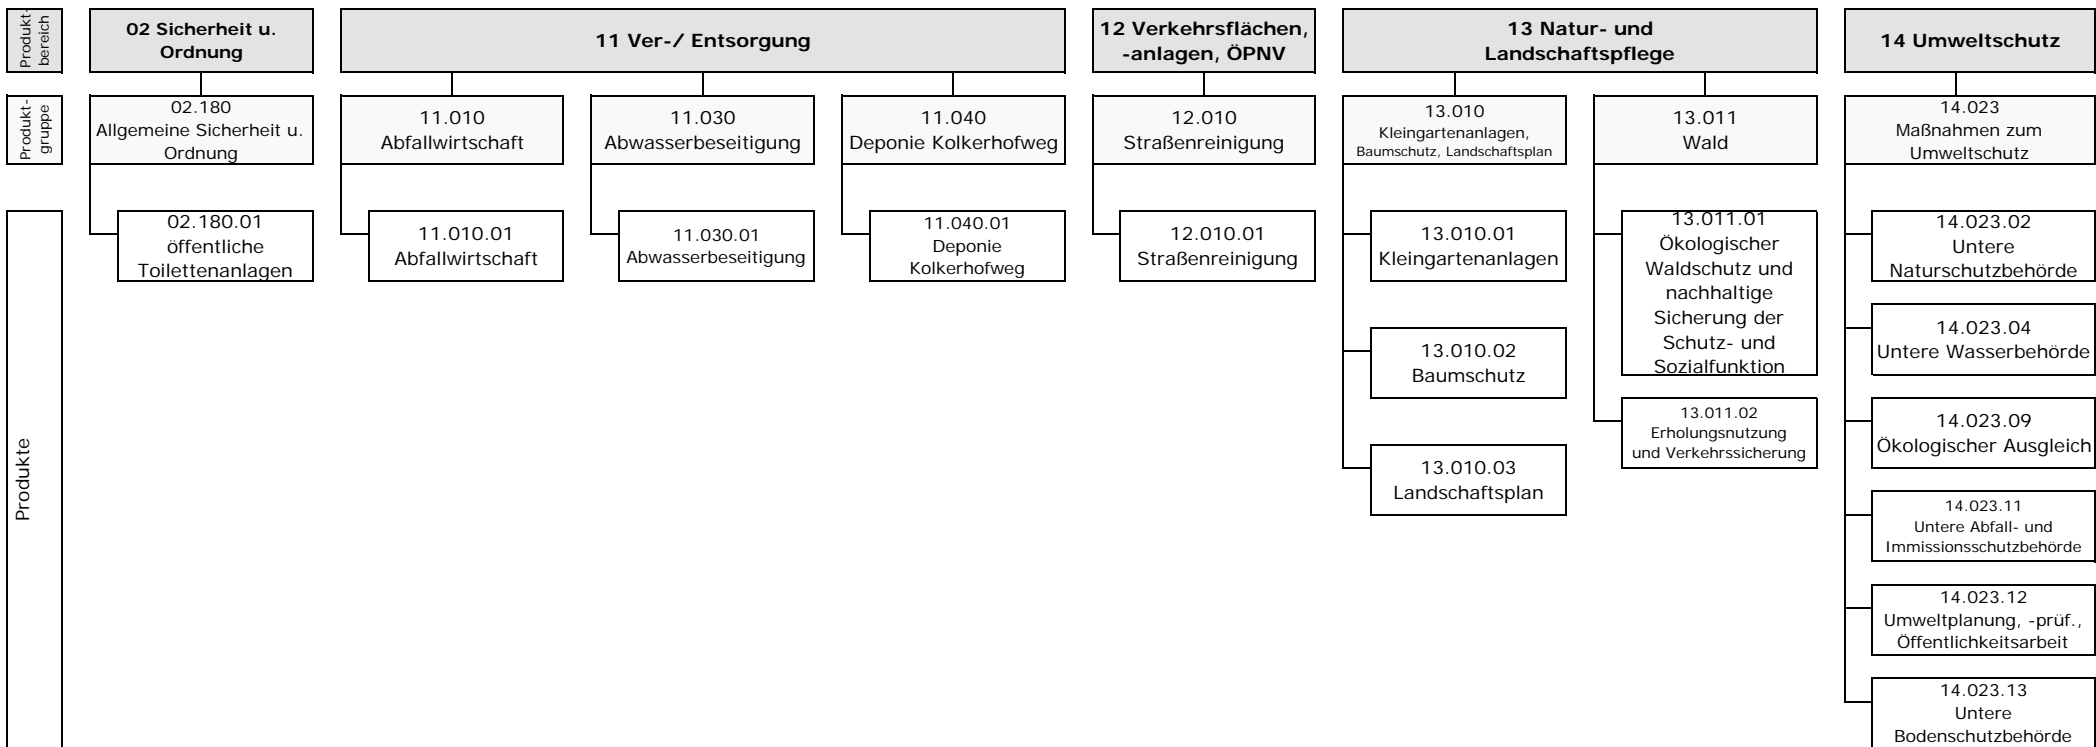 Produkt-
bereich
02 Sicherheit u.
Ordnung
11 Ver-/ Entsorgung
12 Verkehrsflächen,
-anlagen, ÖPNV
13 Natur- und
Landschaftspflege
14 Umweltschutz
Produkt-
gruppe
02.180
Allgemeine Sicherheit u.
Ordnung
11.010
Abfallwirtschaft
11.030
Abwasserbeseitigung
11.040
Deponie Kolkerhofweg
12.010
Straßenreinigung
13.010
Kleingartenanlagen,
Baumschutz, Landschaftsplan
13.011
Wald
14.023
Maßnahmen zum
Umweltschutz
Produkte
02.180.01
öffentliche
Toilettenanlagen
11.010.01
Abfallwirtschaft
11.030.01
Abwasserbeseitigung
11.040.01
Deponie
Kolkerhofweg
12.010.01
Straßenreinigung
13.010.01
Kleingartenanlagen
13.010.02
Baumschutz
13.010.03
Landschaftsplan
13.011.01
Ökologischer
Waldschutz und
nachhaltige
Sicherung der
Schutz- und
Sozialfunktion
13.011.02
Erholungsnutzung
und Verkehrssicherung
14.023.02
Untere
Naturschutzbehörde
14.023.04
Untere Wasserbehörde
14.023.09
Ökologischer Ausgleich
14.023.11
Untere Abfall- und
Immissionsschutzbehörde
14.023.12
Umweltplanung, -prüf.,
Öffentlichkeitsarbeit
14.023.13
Untere
Bodenschutzbehörde